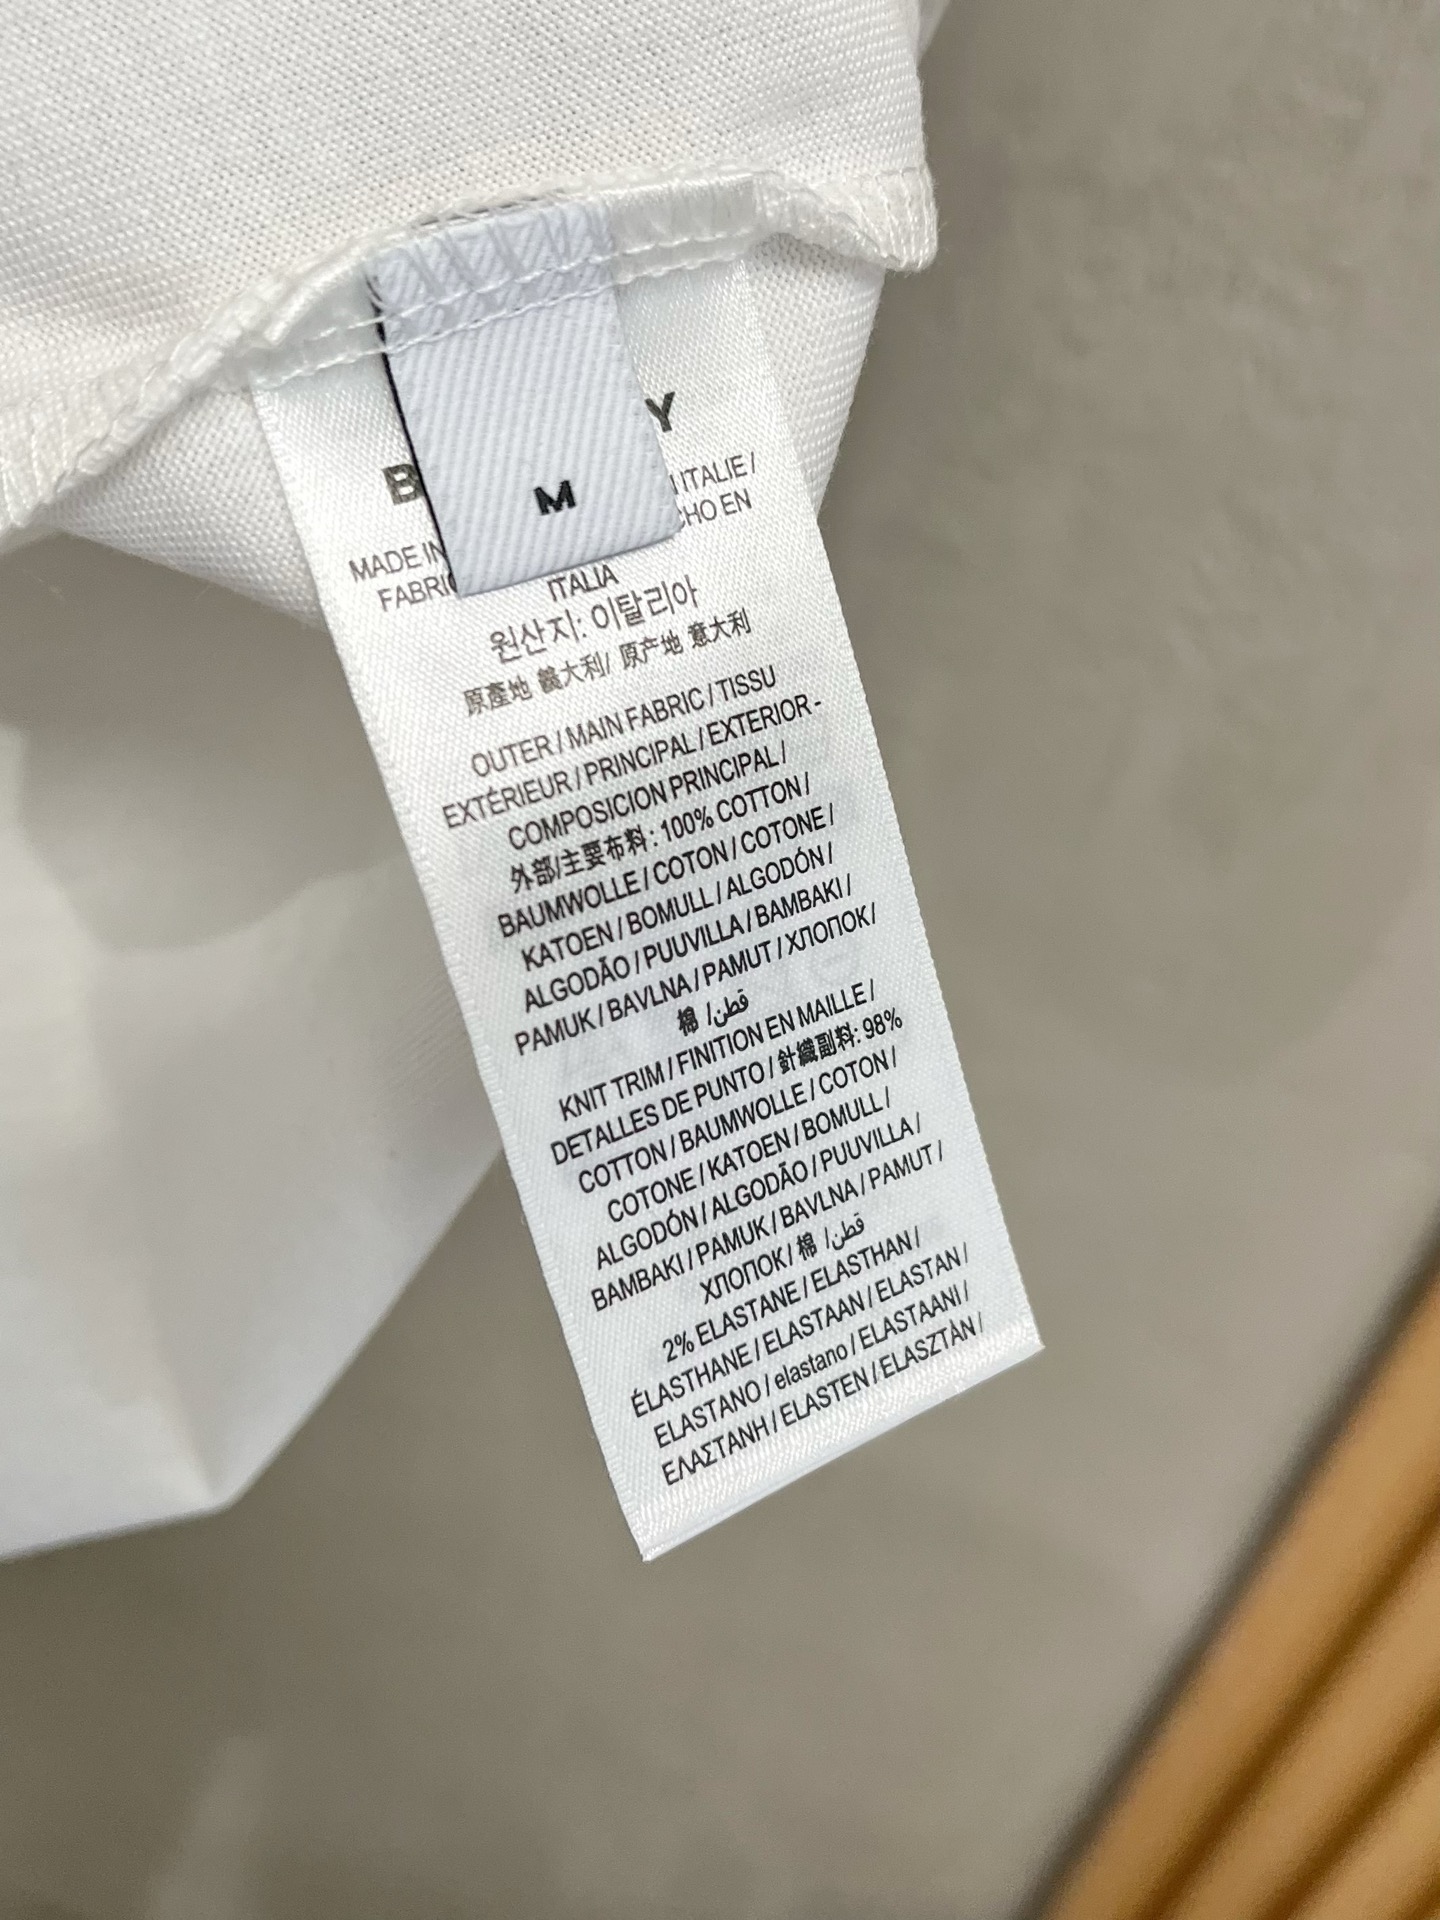 M
B Y
MADE IN ITALIE /
FABRI CHO EN
ITALIA
원산지: 이탈리아
原產地 義大利/ 原产地 意大利
OUTER / MAIN FABRIC / TISSU
EXTÉRIEUR / PRINCIPAL / EXTERIOR -
COMPOSICION PRINCIPAL /
外部/主要布料: 100% COTTON /
BAUMWOLLE / COTON / COTONE /
KATOEN / BOMULL / ALGODÓN /
ALGODÃO / PUUVILLA / BAMBAKI /
PAMUK / BAVLNA / PAMUT / ХЛОПОК /
棉 / قطن
KNIT TRIM / FINITION EN MAILLE /
DETALLES DE PUNTO / 針織副料: 98%
COTTON / BAUMWOLLE / COTON /
COTONE / KATOEN / BOMULL /
ALGODÓN / ALGODÃO / PUUVILLA /
BAMBAKI / PAMUK / BAVLNA / PAMUT /
ХЛОПОК / 棉 / قطن
2% ELASTANE / ELASTHAN /
ÉLASTHANE / ELASTAAN / ELASTAN /
ELASTANO / elastano / ELASTAANI /
ΕΛΑΣΤΑΝΗ / ELASTEN / ELASZTÁN /